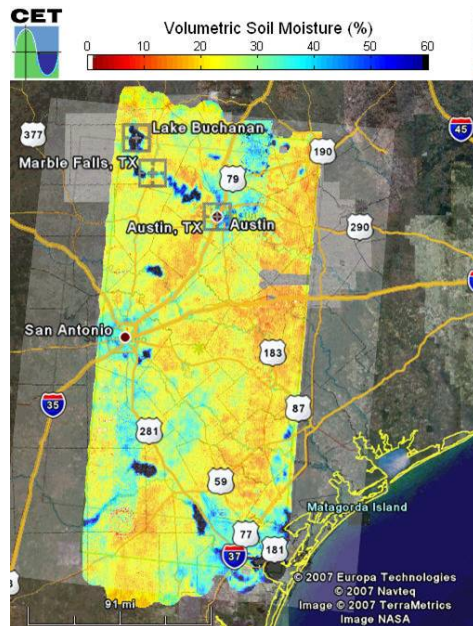 CET
Volumetric Soil Moisture (%)
0 10 20 30 40 50 60
377
Lake Buchanan
45
190
Marble Falls, TX
79
290
Austin, TX
Austin
San Antonio
183
35
87
281
59
Matagorda Island
77
181
37
© 2007 Europa Technologies
© 2007 Navteq
Image © 2007 TerraMetrics
Image NASA
91 mi